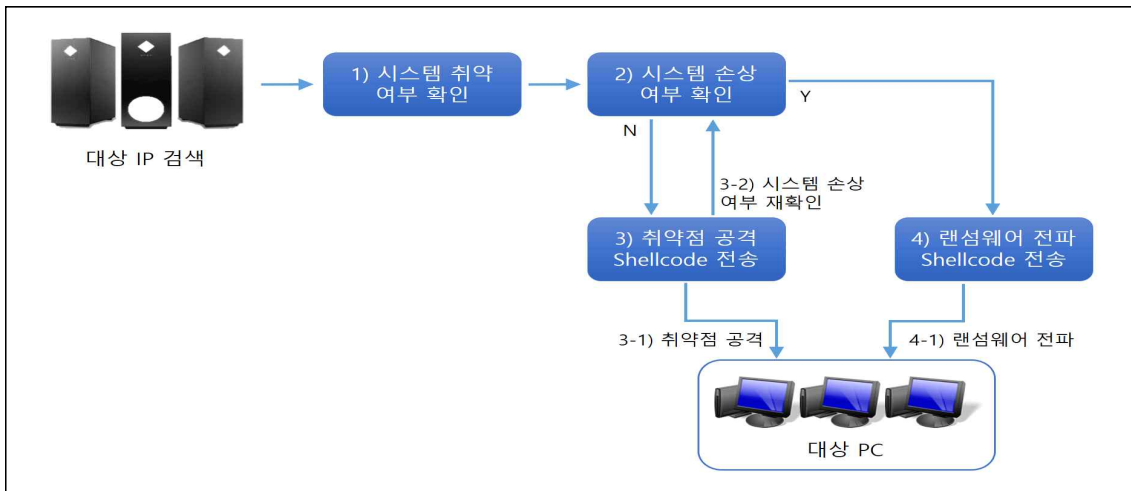 대상 IP 검색
1) 시스템 취약
여부 확인
2) 시스템 손상
여부 확인
Y
N
3-2) 시스템 손상
여부 재확인
3) 취약점 공격
Shellcode 전송
4) 랜섬웨어 전파
Shellcode 전송
3-1) 취약점 공격
4-1) 랜섬웨어 전파
대상 PC